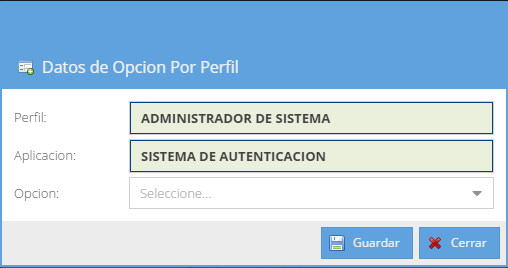 Datos de Opcion Por Perfil
Perfil:
ADMINISTRADOR DE SISTEMA
Aplicacion:
SISTEMA DE AUTENTICACION
Opcion:
Seleccione...
Guardar
Cerrar